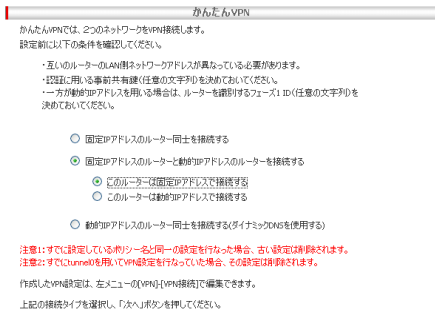 かんたんVPN
かんたんVPNでは、2つのネットワークをVPN接続します。
設定前に以下の条件を確認してください。
・互いのルーターのLAN側ネットワークアドレスが異なっている必要があります。
・認証に用いる事前共有鍵(任意の文字列)を決めておいてください。
・一方が動的IPアドレスを用いる場合は、ルーターを識別するフェーズ1 ID(任意の文字列)を
決めておいてください。
固定IPアドレスのルーター同士を接続する
固定IPアドレスのルーターと動的IPアドレスのルーターを接続する
このルーターは固定IPアドレスで接続する
このルーターは動的IPアドレスで接続する
動的IPアドレスのルーター同士を接続する(ダイナミックDNSを使用する)
注意1:すでに設定しているポリシー名と同一の設定を行なった場合、古い設定は削除されます。
注意2:すでにtunnel0を用いてVPN設定を行なっていた場合、その設定は削除されます。
作成したVPN設定は、左メニューの[VPN]-[VPN接続]で編集できます。
上記の接続タイプを選択し、「次へ」ボタンを押してください。